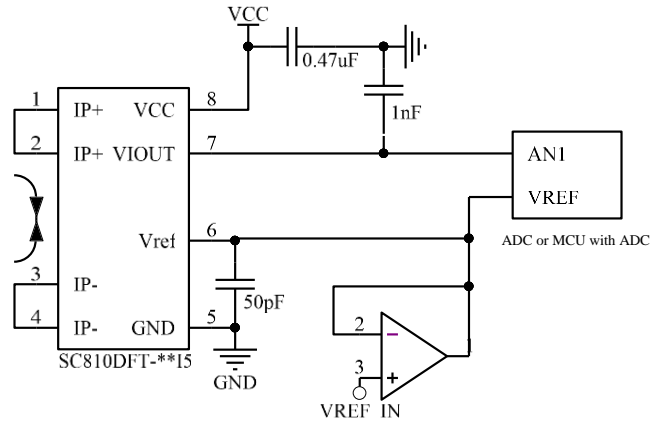 VCC
0.47uF
1 IP+ VCC 8
1nF
2 IP+ VIOUT 7
AN1
VREF
6
Vref
ADC or MCU with ADC
3 IP-
50pF
4 IP- GND 5
2 -
SC810DFT-**I5
GND
3 +
VREF IN